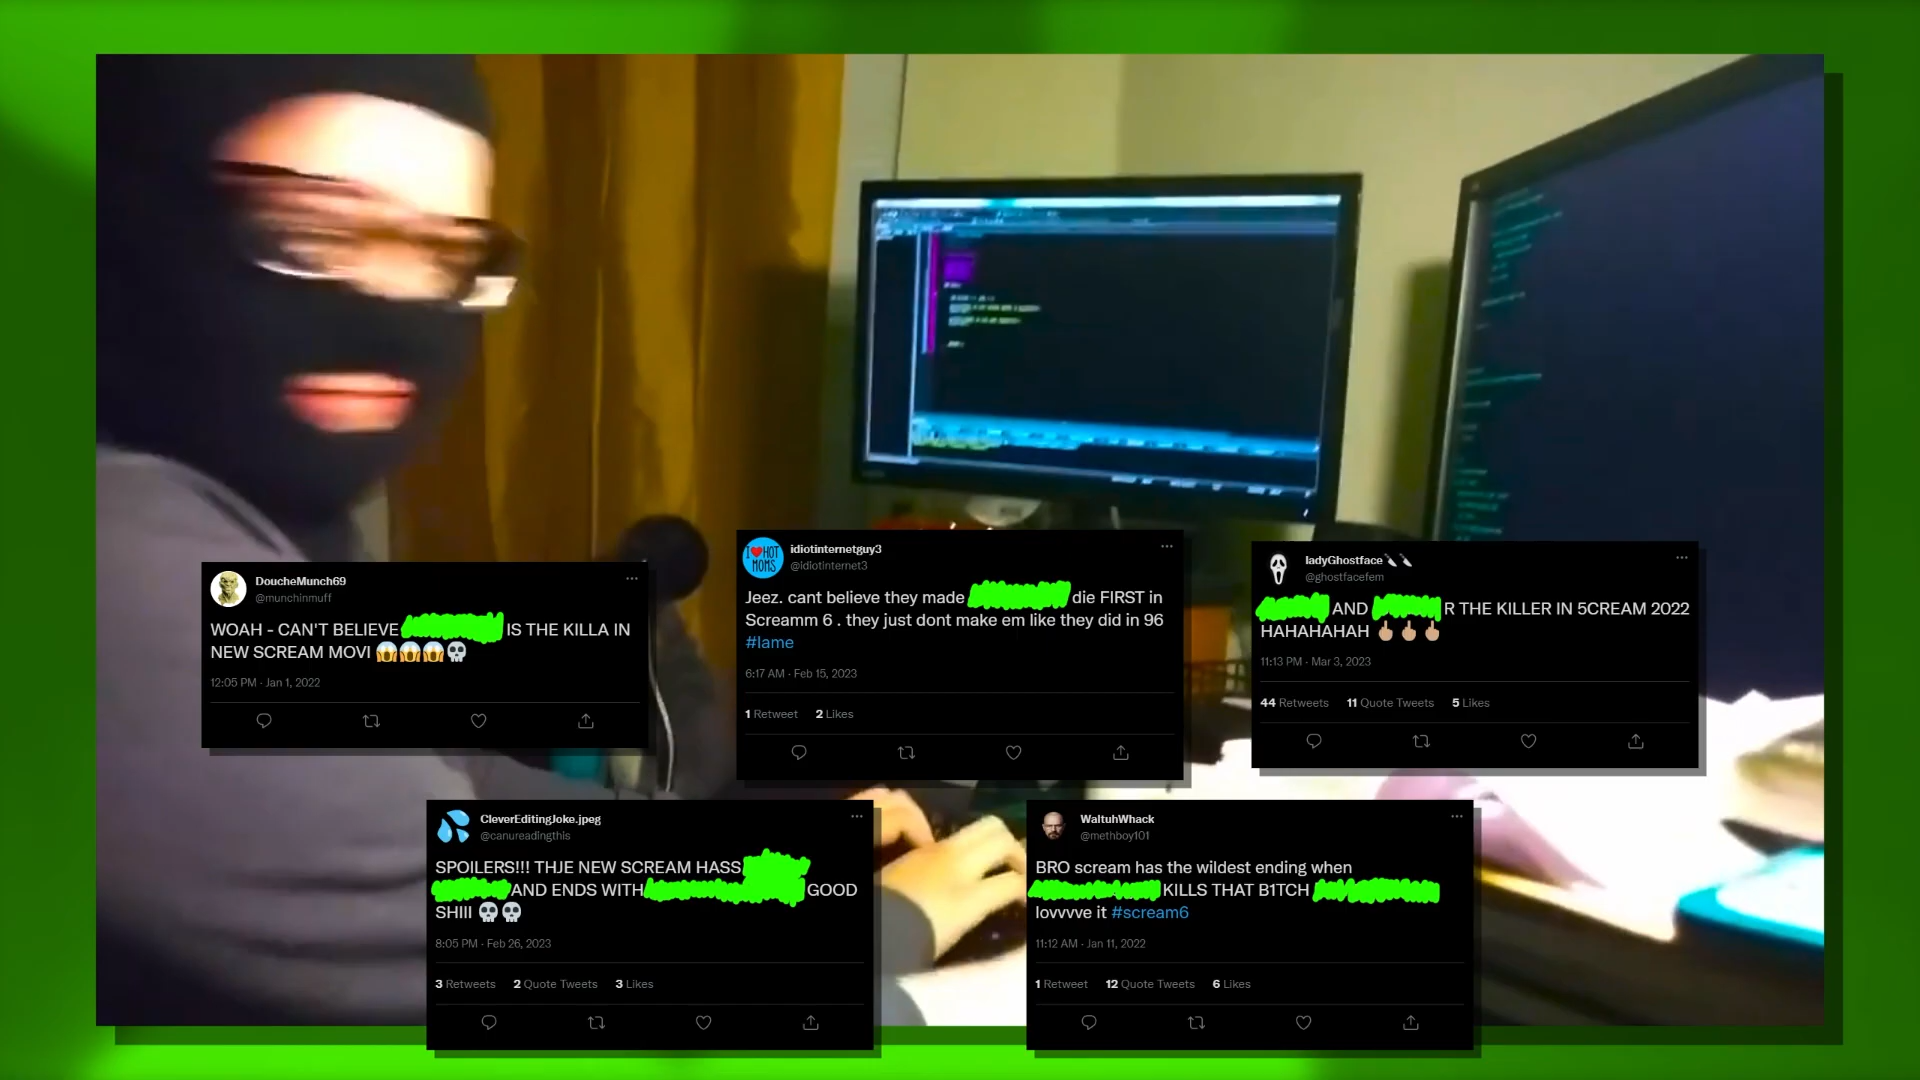 DoucheMunch69
@munchinmuff
WOAH - CAN'T BELIEVE IS THE KILLA IN
NEW SCREAM MOVI 😱😱😱💀
12:05 PM · Jan 1, 2022
I ❤ HOT
MOMS
idiotinternetguy3
@idiotinternet3
Jeez. cant believe they made die FIRST in
Screamm 6 . they just dont make em like they did in 96
#lame
6:17 AM · Feb 15, 2023
1 Retweet 2 Likes
ladyGhostface 🔪🔪
@ghostfacefem
AND R THE KILLER IN 5CREAM 2022
HAHAHAHAH 🖕🏼🖕🏼🖕🏼
11:13 PM · Mar 3, 2023
44 Retweets 11 Quote Tweets 5 Likes
CleverEditingJoke.jpeg
@canureadingthis
SPOILERS!!! THJE NEW SCREAM HASS
AND ENDS WITH GOOD
SHIII 💀💀
8:05 PM · Feb 26, 2023
3 Retweets 2 Quote Tweets 3 Likes
WaltuhWhack
@methboy101
BRO scream has the wildest ending when
KILLS THAT B1TCH
lovvvve it #scream6
11:12 AM · Jan 11, 2022
1 Retweet 12 Quote Tweets 6 Likes